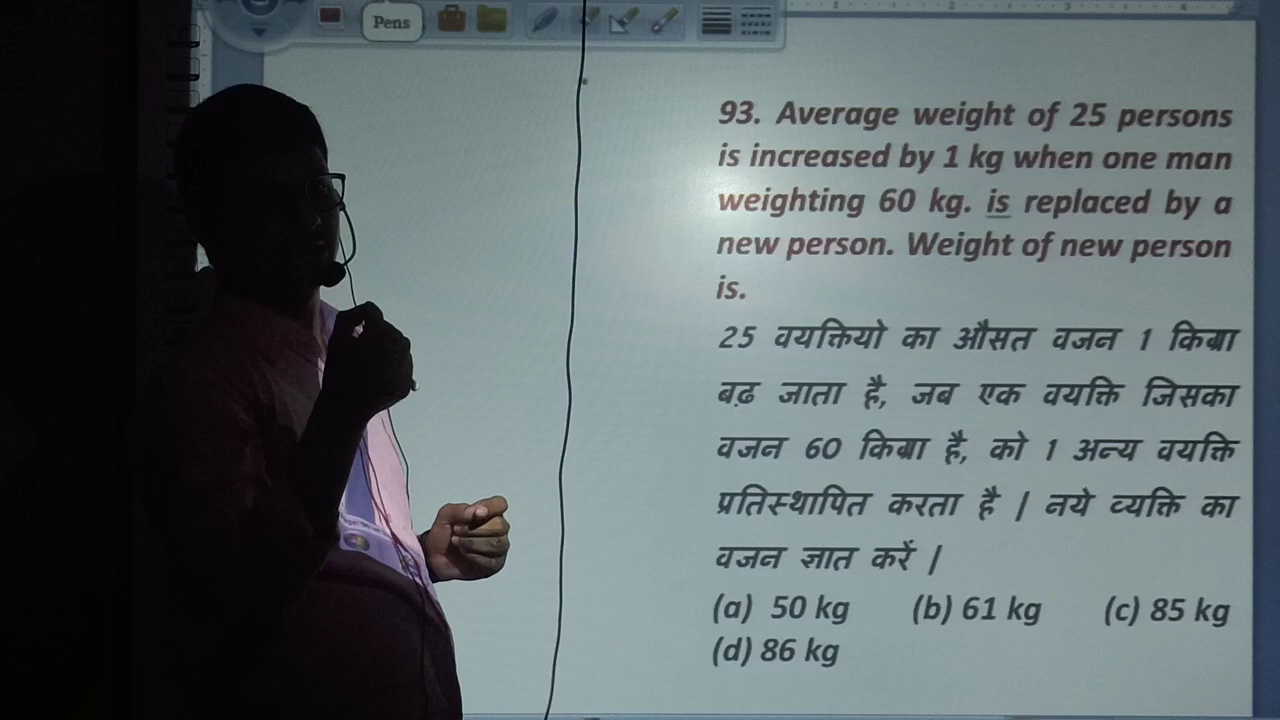 Pens
93. Average weight of 25 persons
is increased by 1 kg when one man
weighting 60 kg. is replaced by a
new person. Weight of new person
is.
25 वयक्तियो का औसत वजन 1 किग्रा
बढ़ जाता है, जब एक वयक्ति जिसका
वजन 60 किग्रा है, को 1 अन्य वयक्ति
प्रतिस्थापित करता है | नये व्यक्ति का
वजन ज्ञात करें |
(a) 50 kg (b) 61 kg (c) 85 kg
(d) 86 kg